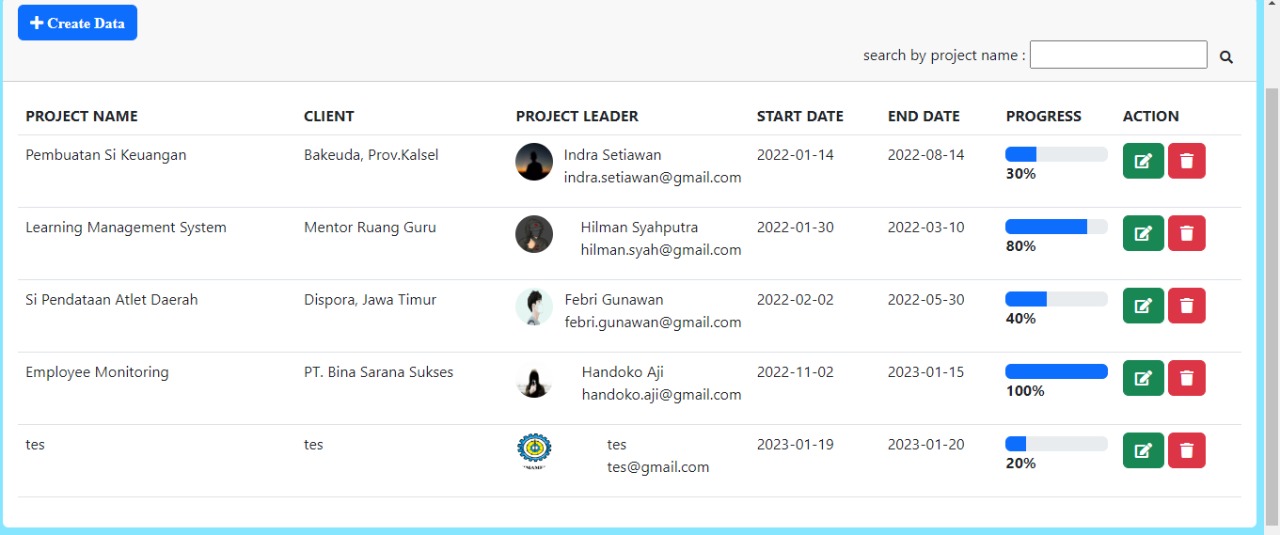 Create Data
search by project name :
PROJECT NAME CLIENT PROJECT LEADER START DATE END DATE PROGRESS ACTION
Pembuatan Si Keuangan Bakeuda, Prov.Kalsel Indra Setiawan 2022-01-14 2022-08-14
indra.setiawan@gmail.com 30%
Learning Management System Mentor Ruang Guru Hilman Syahputra 2022-01-30 2022-03-10
hilman.syah@gmail.com 80%
Si Pendataan Atlet Daerah Dispora, Jawa Timur Febri Gunawan 2022-02-02 2022-05-30
febri.gunawan@gmail.com 40%
Employee Monitoring PT. Bina Sarana Sukses Handoko Aji 2022-11-02 2023-01-15
handoko.aji@gmail.com 100%
tes tes tes 2023-01-19 2023-01-20
tes@gmail.com 20%